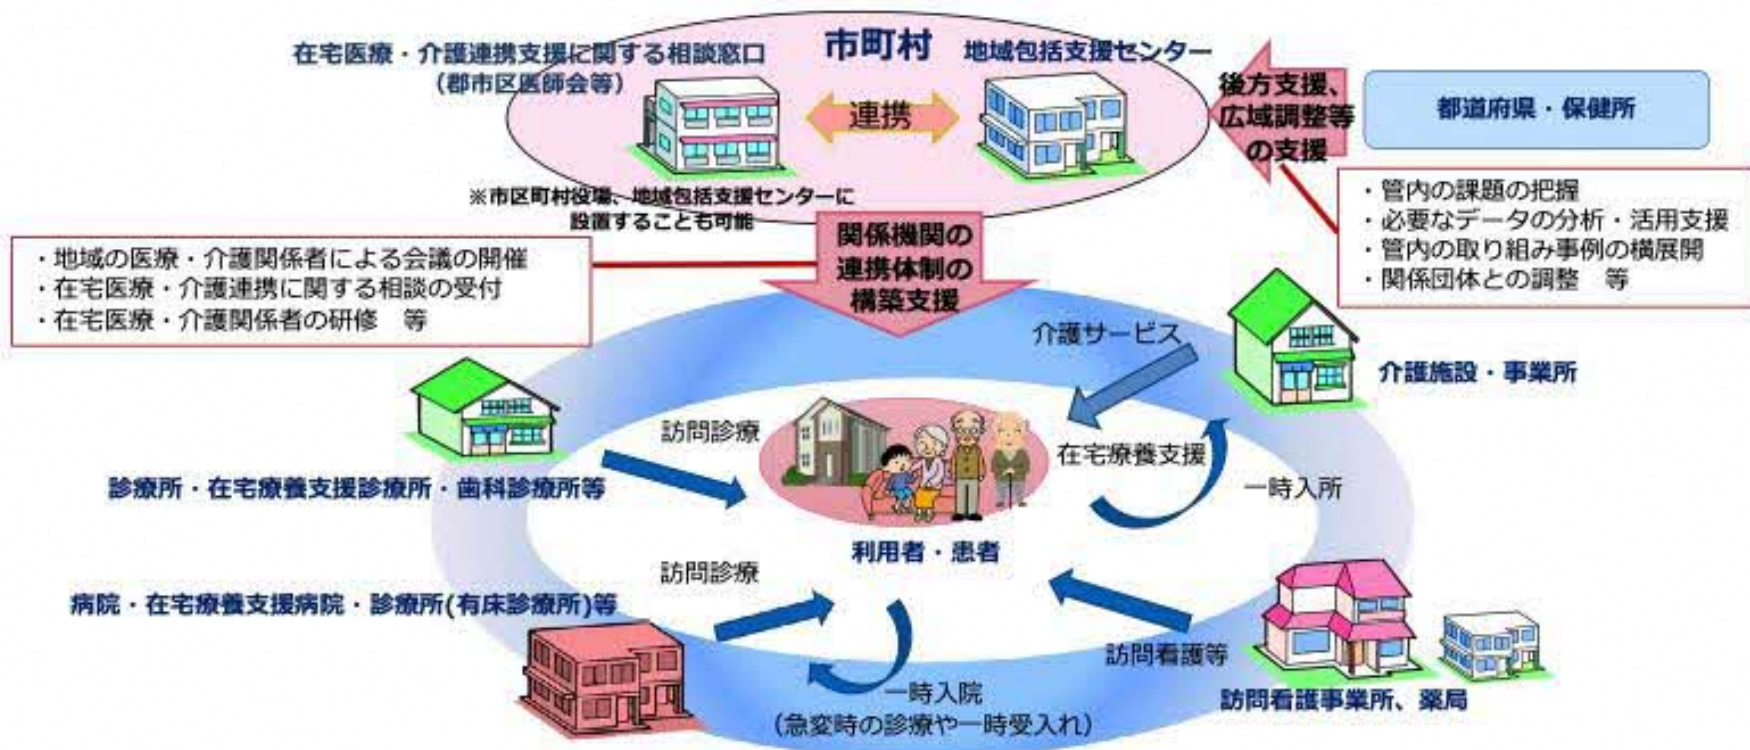 市町村
在宅医療・介護連携支援に関する相談窓口
（郡市区医師会等）
連携
地域包括支援センター
※市区町村役場、地域包括支援センターに
設置することも可能
後方支援、
広域調整等
の支援
都道府県・保健所
・管内の課題の把握
・必要なデータの分析・活用支援
・管内の取り組み事例の横展開
・関係団体との調整　等
関係機関の
連携体制の
構築支援
・地域の医療・介護関係者による会議の開催
・在宅医療・介護連携に関する相談の受付
・在宅医療・介護関係者の研修　等
介護サービス
介護施設・事業所
訪問診療
在宅療養支援
一時入所
診療所・在宅療養支援診療所・歯科診療所等
利用者・患者
訪問診療
病院・在宅療養支援病院・診療所(有床診療所)等
訪問看護等
訪問看護事業所、薬局
一時入院
（急変時の診療や一時受入れ）